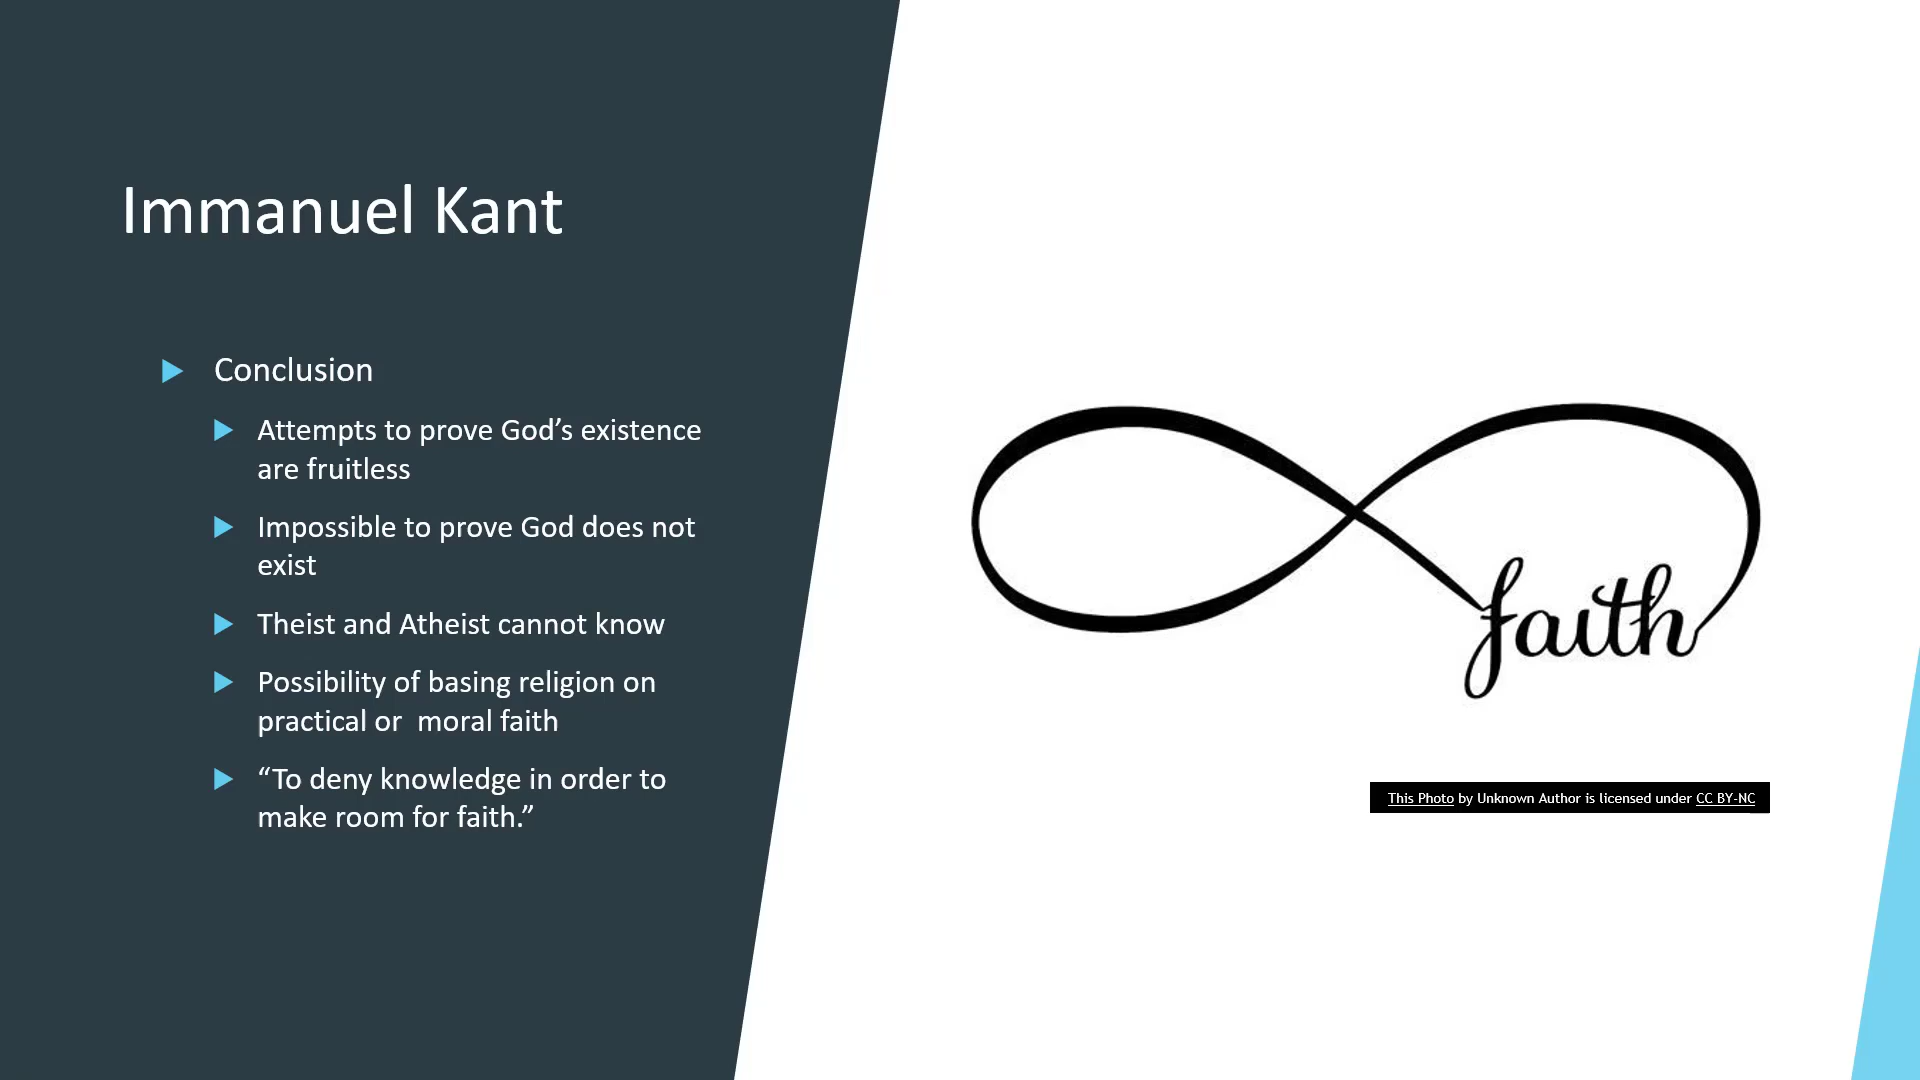 Immanuel Kant
Conclusion
Attempts to prove God’s existence
are fruitless
Impossible to prove God does not
exist
Theist and Atheist cannot know
Possibility of basing religion on
practical or  moral faith
“To deny knowledge in order to
make room for faith.”
faith
This Photo by Unknown Author is licensed under CC BY-NC